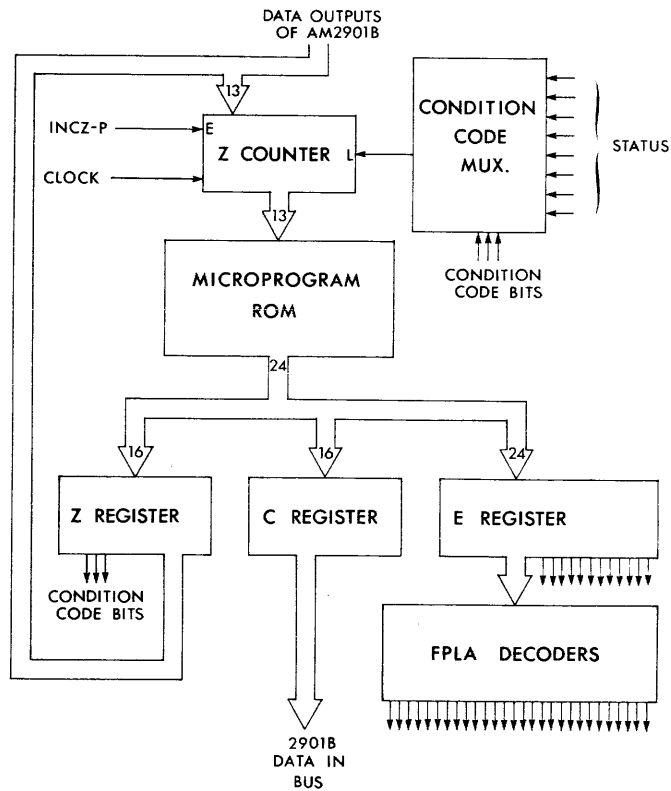 DATA OUTPUTS
OF AM2901B
13
INCZ-P
E
Z COUNTER
L
CLOCK
CONDITION
CODE
MUX.
STATUS
13
CONDITION
CODE BITS
MICROPROGRAM
ROM
24
16
16
24
Z REGISTER
C REGISTER
E REGISTER
CONDITION
CODE BITS
FPLA DECODERS
2901B
DATA IN
BUS